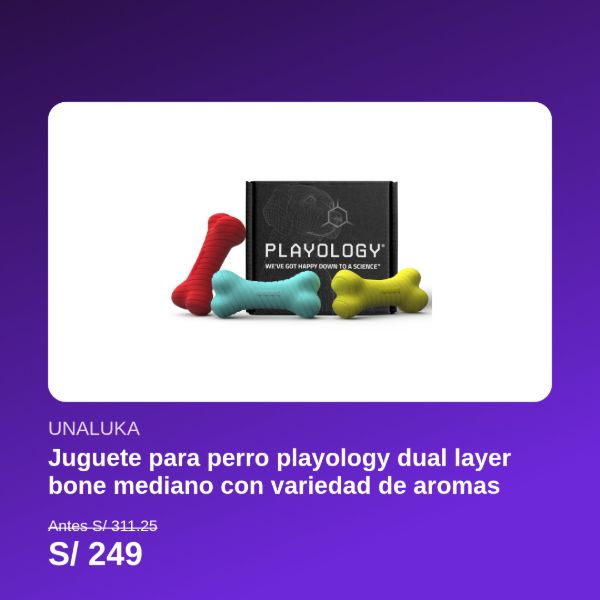 PLAYOLOGY®
WE'VE GOT HAPPY DOWN TO A SCIENCE™
UNALUKA
Juguete para perro playology dual layer
bone mediano con variedad de aromas
Antes S/ 311.25
S/ 249